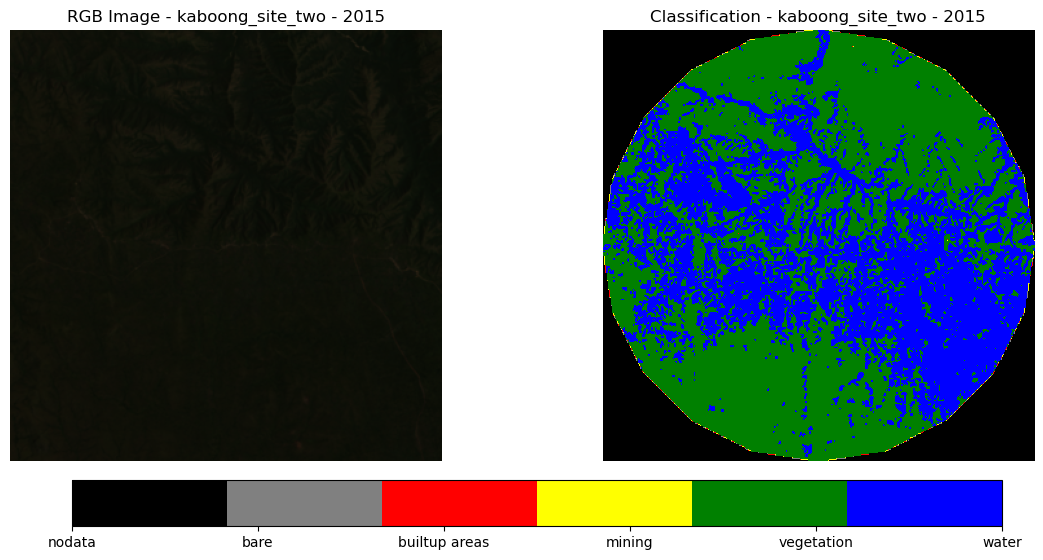 RGB Image - kaboong_site_two - 2015
Classification - kaboong_site_two - 2015
nodata bare builtup areas mining vegetation water